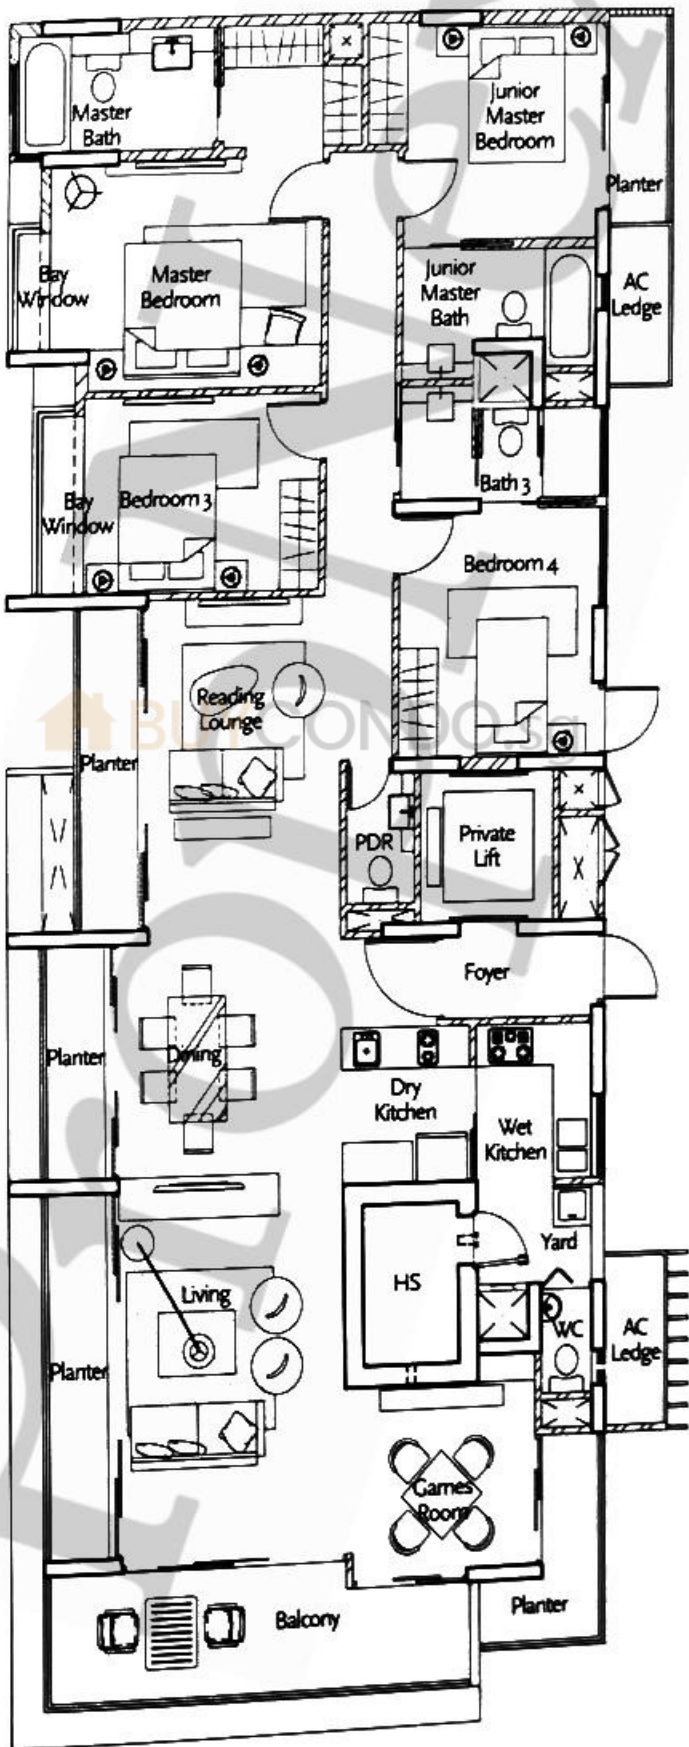 Master
Bath
Junior
Master
Bedroom
Planter
Bay
Window
Master
Bedroom
Junior
Master
Bath
AC
Ledge
Bay
Window
Bedroom 3
Bath 3
Bedroom 4
Reading
Lounge
BUYCONDO.sg
Planter
PDR
Private
Lift
Foyer
Planter
Dining
Dry
Kitchen
Wet
Kitchen
Yard
HS
Living
WC
AC
Ledge
Planter
Games
Room
Balcony
Planter